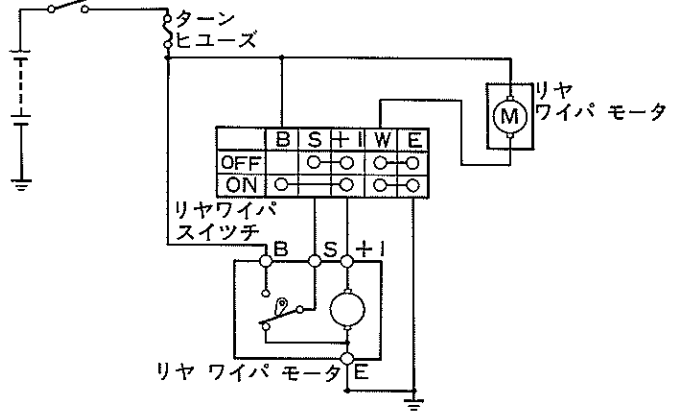 ターン
ヒユーズ
リヤ
ワイパ モータ
M
B S +1 W E
OFF
ON
リヤワイパ
スイッチ
B S +1
リヤ ワイパ モータ E